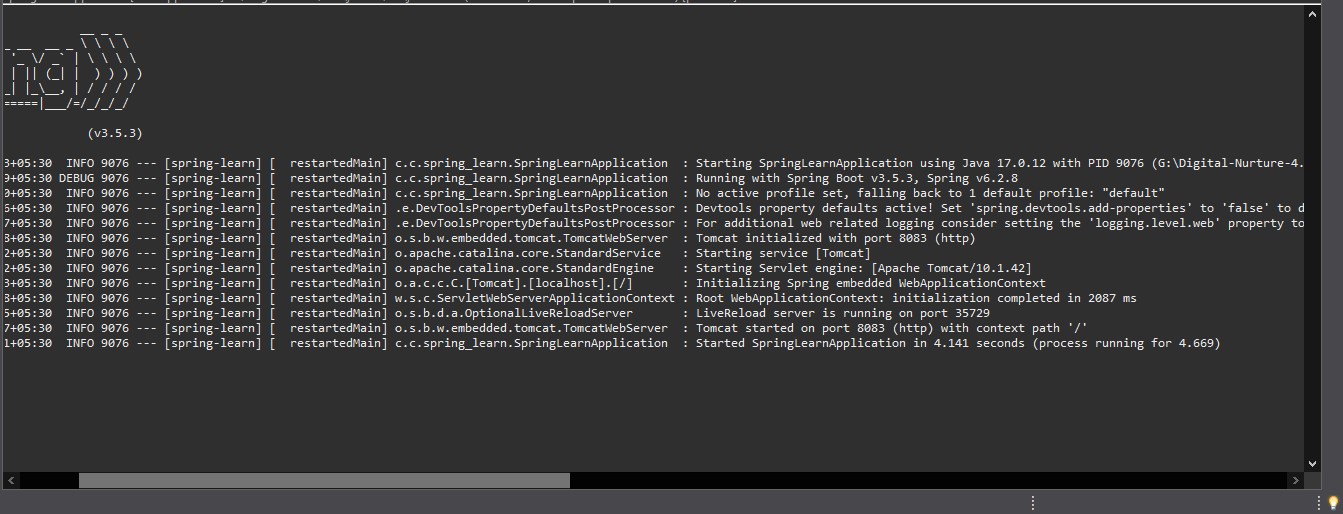 (v3.5.3)
3+05:30  INFO 9076 --- [spring-learn] [  restartedMain] c.c.spring_learn.SpringLearnApplication  : Starting SpringLearnApplication using Java 17.0.12 with PID 9076 (G:\Digital-Nurture-4.
9+05:30 DEBUG 9076 --- [spring-learn] [  restartedMain] c.c.spring_learn.SpringLearnApplication  : Running with Spring Boot v3.5.3, Spring v6.2.8
0+05:30  INFO 9076 --- [spring-learn] [  restartedMain] c.c.spring_learn.SpringLearnApplication  : No active profile set, falling back to 1 default profile: "default"
6+05:30  INFO 9076 --- [spring-learn] [  restartedMain] .e.DevToolsPropertyDefaultsPostProcessor : Devtools property defaults active! Set 'spring.devtools.add-properties' to 'false' to d
7+05:30  INFO 9076 --- [spring-learn] [  restartedMain] .e.DevToolsPropertyDefaultsPostProcessor : For additional web related logging consider setting the 'logging.level.web' property to
8+05:30  INFO 9076 --- [spring-learn] [  restartedMain] o.s.b.w.embedded.tomcat.TomcatWebServer  : Tomcat initialized with port 8083 (http)
2+05:30  INFO 9076 --- [spring-learn] [  restartedMain] o.apache.catalina.core.StandardService   : Starting service [Tomcat]
2+05:30  INFO 9076 --- [spring-learn] [  restartedMain] o.apache.catalina.core.StandardEngine    : Starting Servlet engine: [Apache Tomcat/10.1.42]
3+05:30  INFO 9076 --- [spring-learn] [  restartedMain] o.a.c.c.C.[Tomcat].[localhost].[/]       : Initializing Spring embedded WebApplicationContext
8+05:30  INFO 9076 --- [spring-learn] [  restartedMain] w.s.c.ServletWebServerApplicationContext : Root WebApplicationContext: initialization completed in 2087 ms
5+05:30  INFO 9076 --- [spring-learn] [  restartedMain] o.s.b.d.a.OptionalLiveReloadServer       : LiveReload server is running on port 35729
7+05:30  INFO 9076 --- [spring-learn] [  restartedMain] o.s.b.w.embedded.tomcat.TomcatWebServer  : Tomcat started on port 8083 (http) with context path '/'
1+05:30  INFO 9076 --- [spring-learn] [  restartedMain] c.c.spring_learn.SpringLearnApplication  : Started SpringLearnApplication in 4.141 seconds (process running for 4.669)